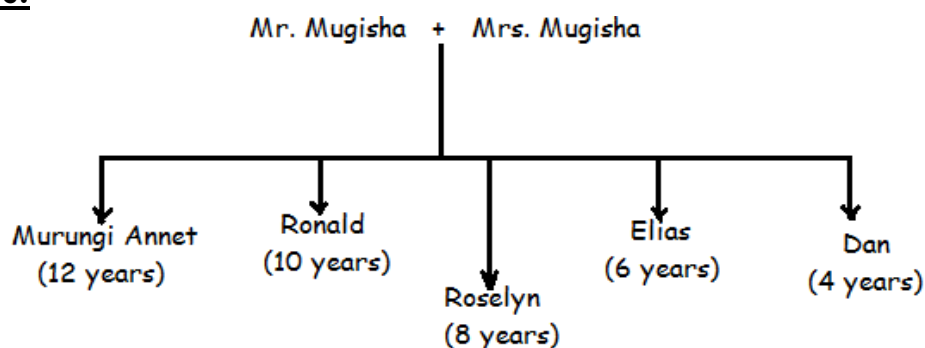 Mr. Mugisha + Mrs. Mugisha
Murungi Annet
(12 years)
Ronald
(10 years)
Roselyn
(8 years)
Elias
(6 years)
Dan
(4 years)